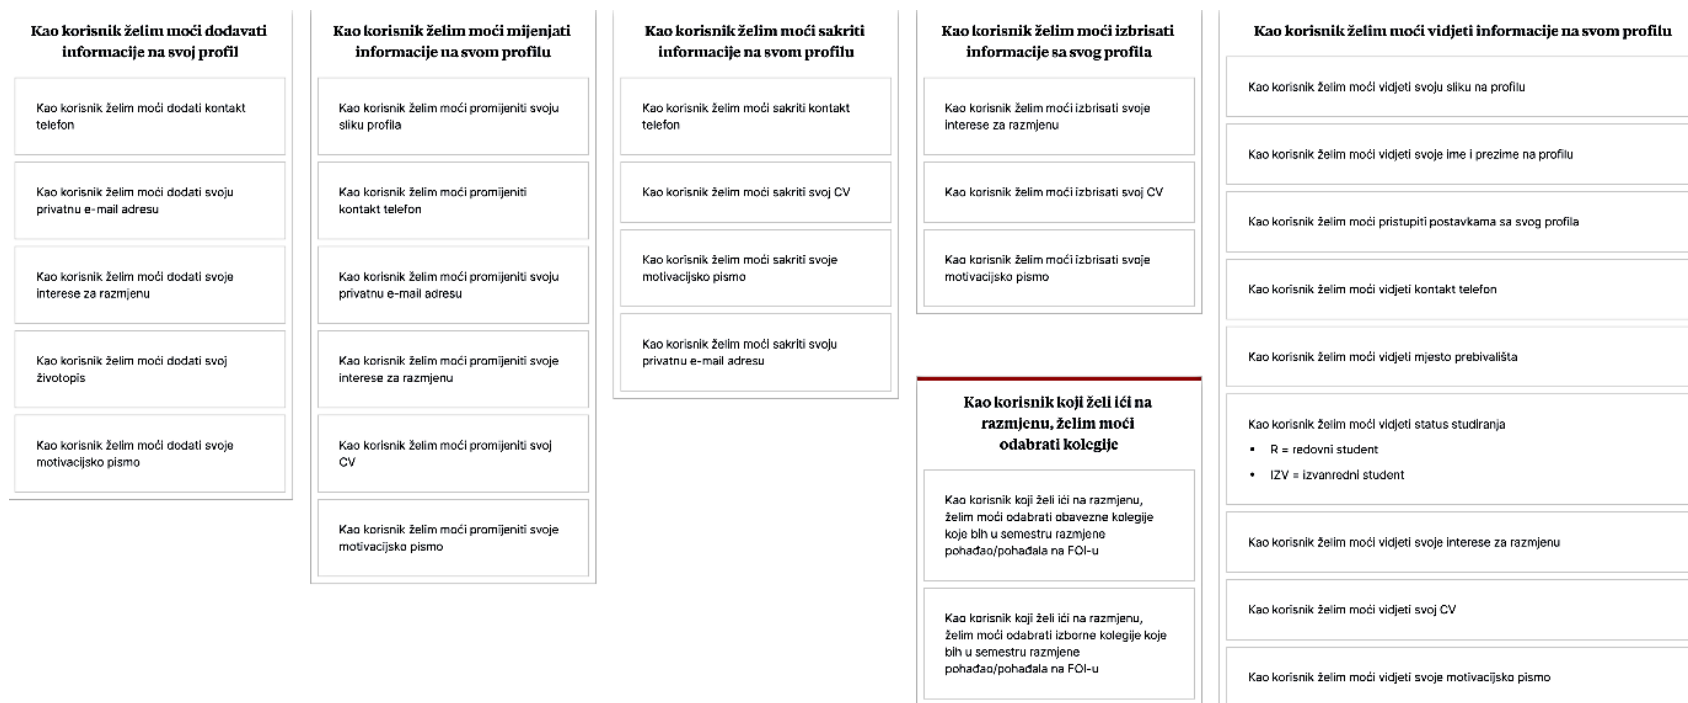 Kao korisnik želim moći dodavati
informacije na svoj profil
Kao korisnik želim moći dodati kontakt
telefon
Kao korisnik želim moći dodati svoju
privatnu e-mail adresu
Kao korisnik želim moći dodati svoje
interese za razmjenu
Kao korisnik želim moći dodati svoj
životopis
Kao korisnik želim moći dodati svoje
motivacijsko pismo
Kao korisnik želim moći mijenjati
informacije na svom profilu
Kao korisnik želim moći promijeniti svoju
sliku profila
Kao korisnik želim moći promijeniti
kontakt telefon
Kao korisnik želim moći promijeniti svoju
privatnu e-mail adresu
Kao korisnik želim moći promijeniti svoje
interese za razmjenu
Kao korisnik želim moći promijeniti svoj
CV
Kao korisnik želim moći promijeniti svoje
motivacijsko pismo
Kao korisnik želim moći sakriti
informacije na svom profilu
Kao korisnik želim moći sakriti kontakt
telefon
Kao korisnik želim moći sakriti svoj CV
Kao korisnik želim moći sakriti svoje
motivacijsko pismo
Kao korisnik želim moći sakriti svoju
privatnu e-mail adresu
Kao korisnik želim moći izbrisati
informacije sa svog profila
Kao korisnik želim moći izbrisati svoje
interese za razmjenu
Kao korisnik želim moći izbrisati svoj CV
Kao korisnik želim moći izbrisati svoje
motivacijsko pismo
Kao korisnik koji želi ići na
razmjenu, želim moći
odabrati kolegije
Kao korisnik koji želi ići na razmjenu,
želim moći odabrati obavezne kolegije
koje bih u semestru razmjene
pohađao/pohađala na FOI-u
Kao korisnik koji želi ići na razmjenu,
želim moći odabrati izborne kolegije koje
bih u semestru razmjene
pohađao/pohađala na FOI-u
Kao korisnik želim moći vidjeti informacije na svom profilu
Kao korisnik želim moći vidjeti svoju sliku na profilu
Kao korisnik želim moći vidjeti svoje ime i prezime na profilu
Kao korisnik želim moći pristupiti postavkama sa svog profila
Kao korisnik želim moći vidjeti kontakt telefon
Kao korisnik želim moći vidjeti mjesto prebivališta
Kao korisnik želim moći vidjeti status studiranja
▪ R = redovni student
• IZV = izvanredni student
Kao korisnik želim moći vidjeti svoje interese za razmjenu
Kao korisnik želim moći vidjeti svoj CV
Kao korisnik želim moći vidjeti svoje motivacijsko pismo